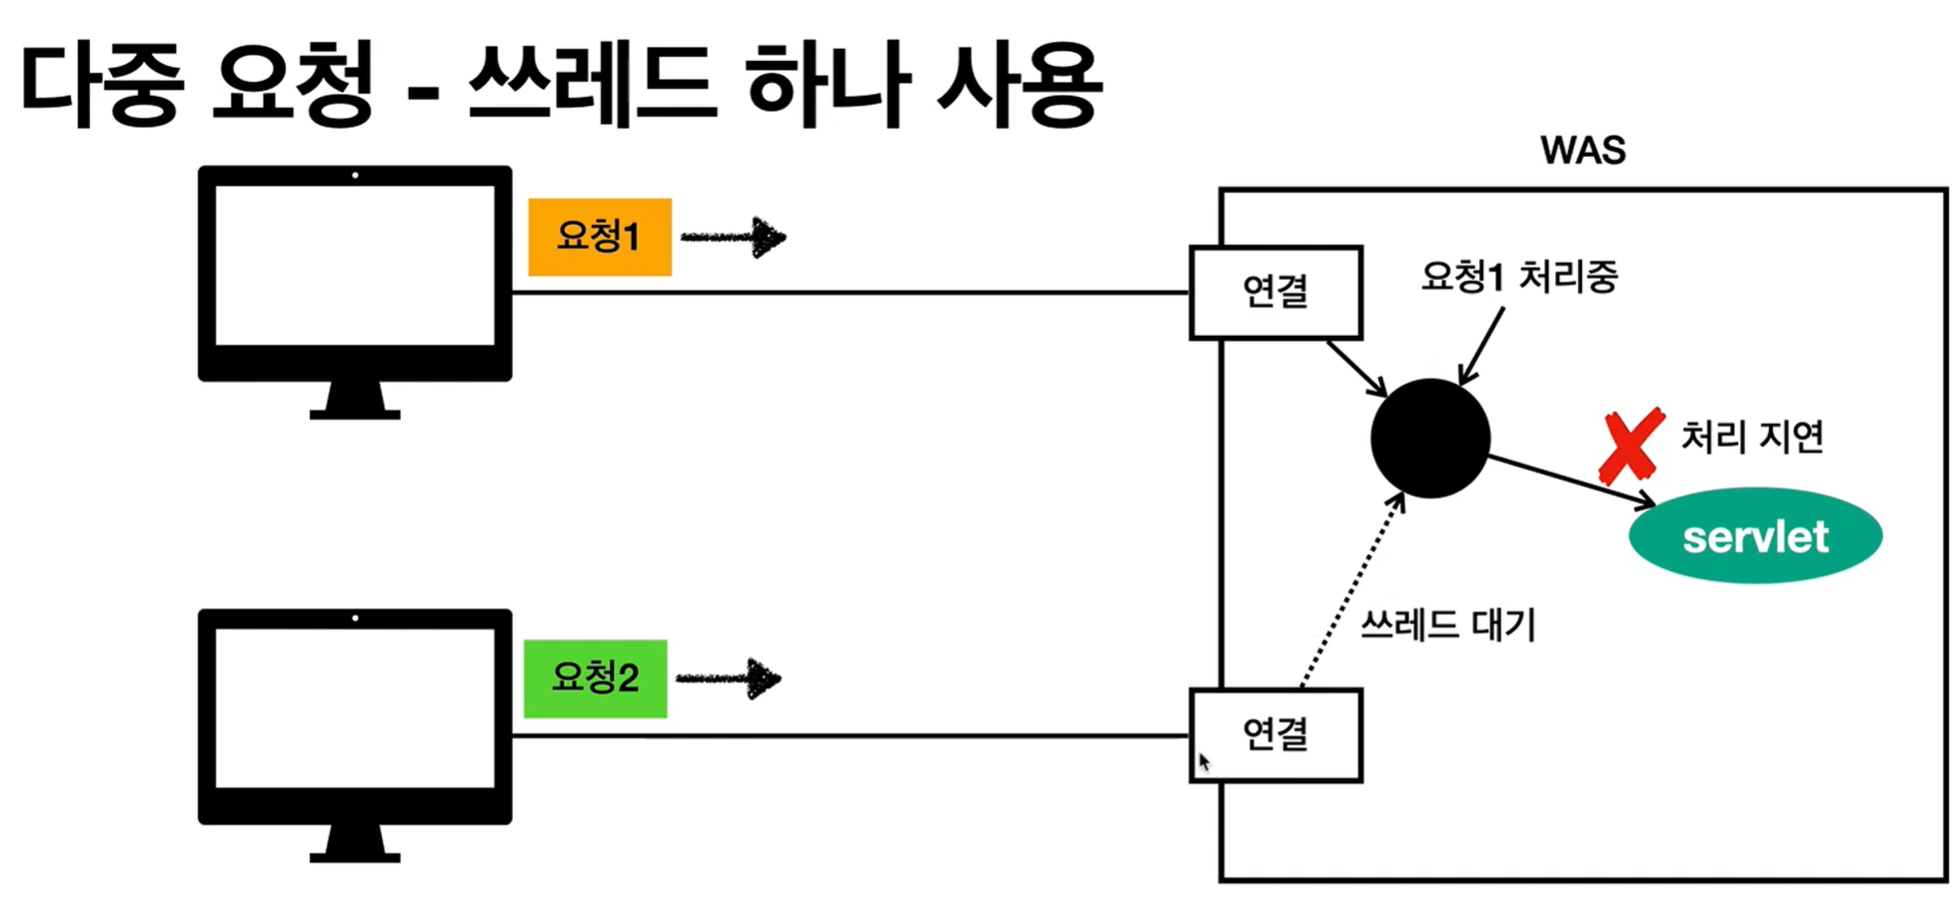 다중 요청 - 쓰레드 하나 사용
WAS
요청1
연결
요청1 처리중
처리 지연
servlet
쓰레드 대기
요청2
연결